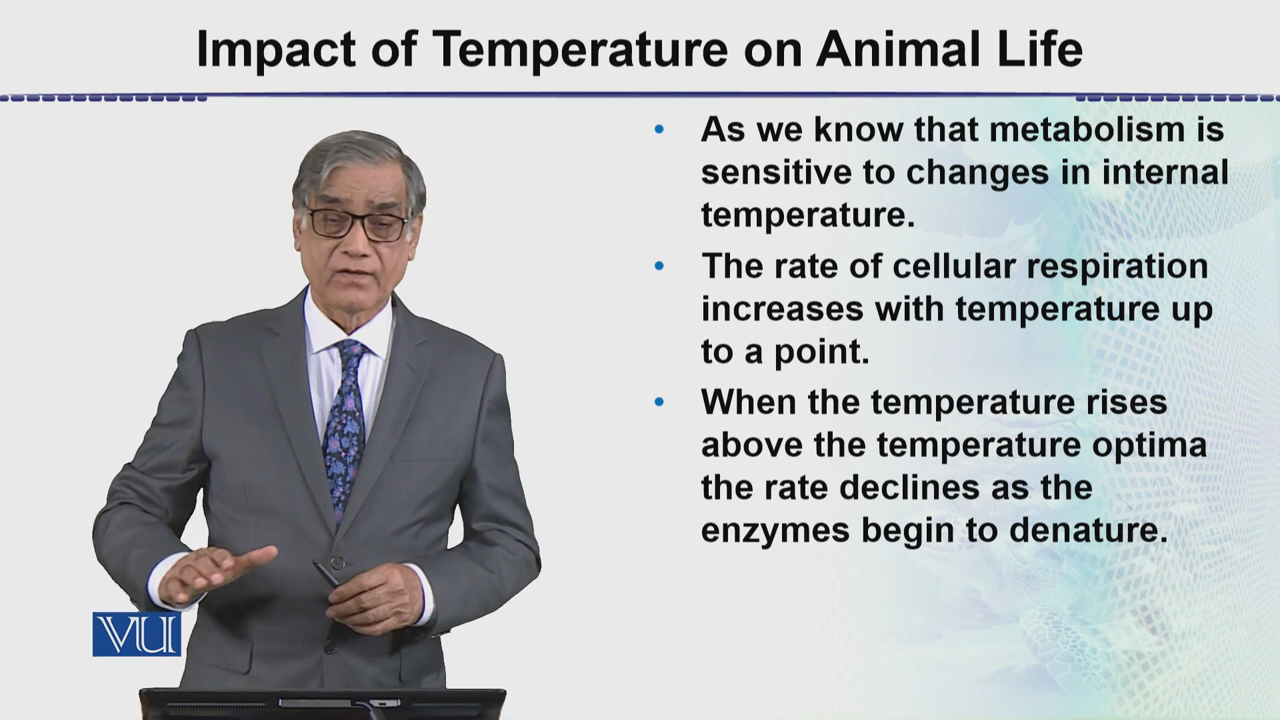 Impact of Temperature on Animal Life
• As we know that metabolism is
sensitive to changes in internal
temperature.
• The rate of cellular respiration
increases with temperature up
to a point.
• When the temperature rises
above the temperature optima
the rate declines as the
enzymes begin to denature.
VU